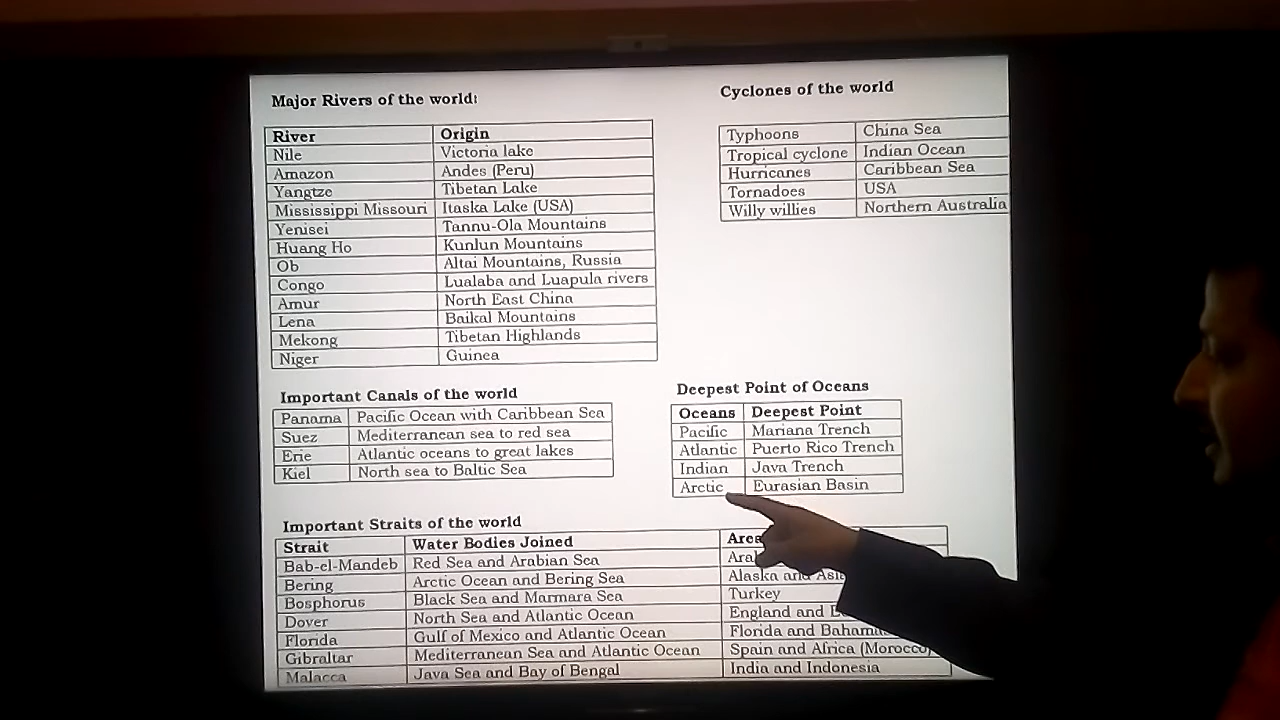 Major Rivers of the world:
River Origin
Nile Victoria lake
Amazon Andes (Peru)
Yangtze Tibetan Lake
Mississippi Missouri Itaska Lake (USA)
Yenisei Tannu-Ola Mountains
Huang Ho Kunlun Mountains
Ob Altai Mountains, Russia
Congo Lualaba and Luapula rivers
Amur North East China
Lena Baikal Mountains
Mekong Tibetan Highlands
Niger Guinea
Cyclones of the world
Typhoons China Sea
Tropical cyclone Indian Ocean
Hurricanes Caribbean Sea
Tornadoes USA
Willy willies Northern Australia
Important Canals of the world
Panama Pacific Ocean with Caribbean Sea
Suez Mediterranean sea to red sea
Erie Atlantic oceans to great lakes
Kiel North sea to Baltic Sea
Deepest Point of Oceans
Oceans Deepest Point
Pacific Mariana Trench
Atlantic Puerto Rico Trench
Indian Java Trench
Arctic Eurasian Basin
Important Straits of the world
Strait Water Bodies Joined
Bab-el-Mandeb Red Sea and Arabian Sea
Bering Arctic Ocean and Bering Sea Alaska and
Bosphorus Black Sea and Marmara Sea Turkey
Dover North Sea and Atlantic Ocean England and
Florida Gulf of Mexico and Atlantic Ocean Florida and Bahamas
Gibraltar Mediterranean Sea and Atlantic Ocean Spain and Africa (Morocco)
Malacca Java Sea and Bay of Bengal India and Indonesia